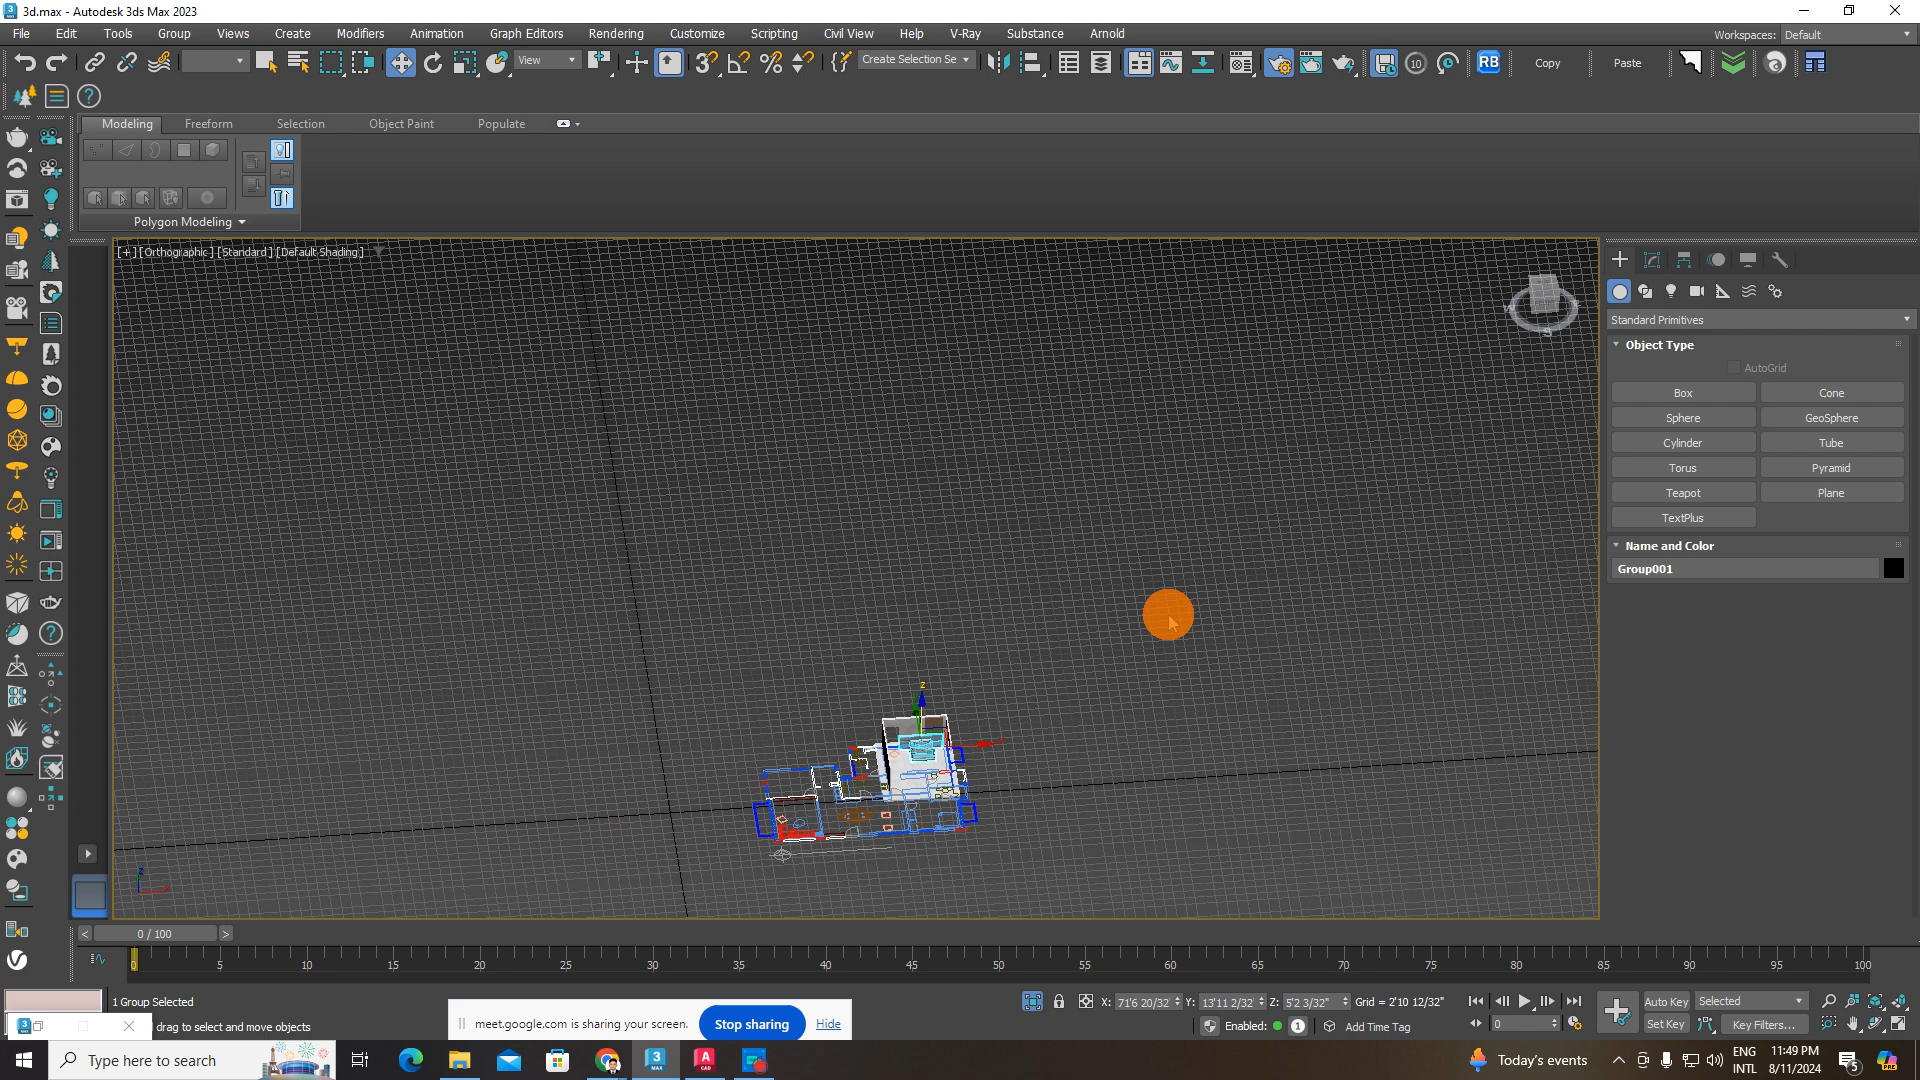 3d.max - Autodesk 3ds Max 2023
File Edit Tools Group Views Create Modifiers Animation Graph Editors Rendering Customize Scripting Civil View Help V-Ray Substance Arnold Workspaces: Default
View Create Selection Se 10 RB Copy Paste
Modeling Freeform Selection Object Paint Populate
Polygon Modeling
[+] [Orthographic] [Standard] [Default Shading]
S
Standard Primitives
Object Type
AutoGrid
Box Cone
Sphere GeoSphere
Cylinder Tube
Torus Pyramid
Teapot Plane
TextPlus
Name and Color
Group001
z
0 / 100
0 5 10 15 20 25 30 35 40 45 50 55 60 65 70 75 80 85 90 95 100
1 Group Selected
X: 71'6 20/32 Y: 13'11 2/32 Z: 5'2 3/32" Grid = 2'10 12/32" Auto Key Selected
drag to select and move objects
meet.google.com is sharing your screen. Stop sharing Hide
Enabled: 1 Add Time Tag 0 Set Key Key Filters...
Type here to search
Today's events ENG INTL 11:49 PM 8/11/2024 5